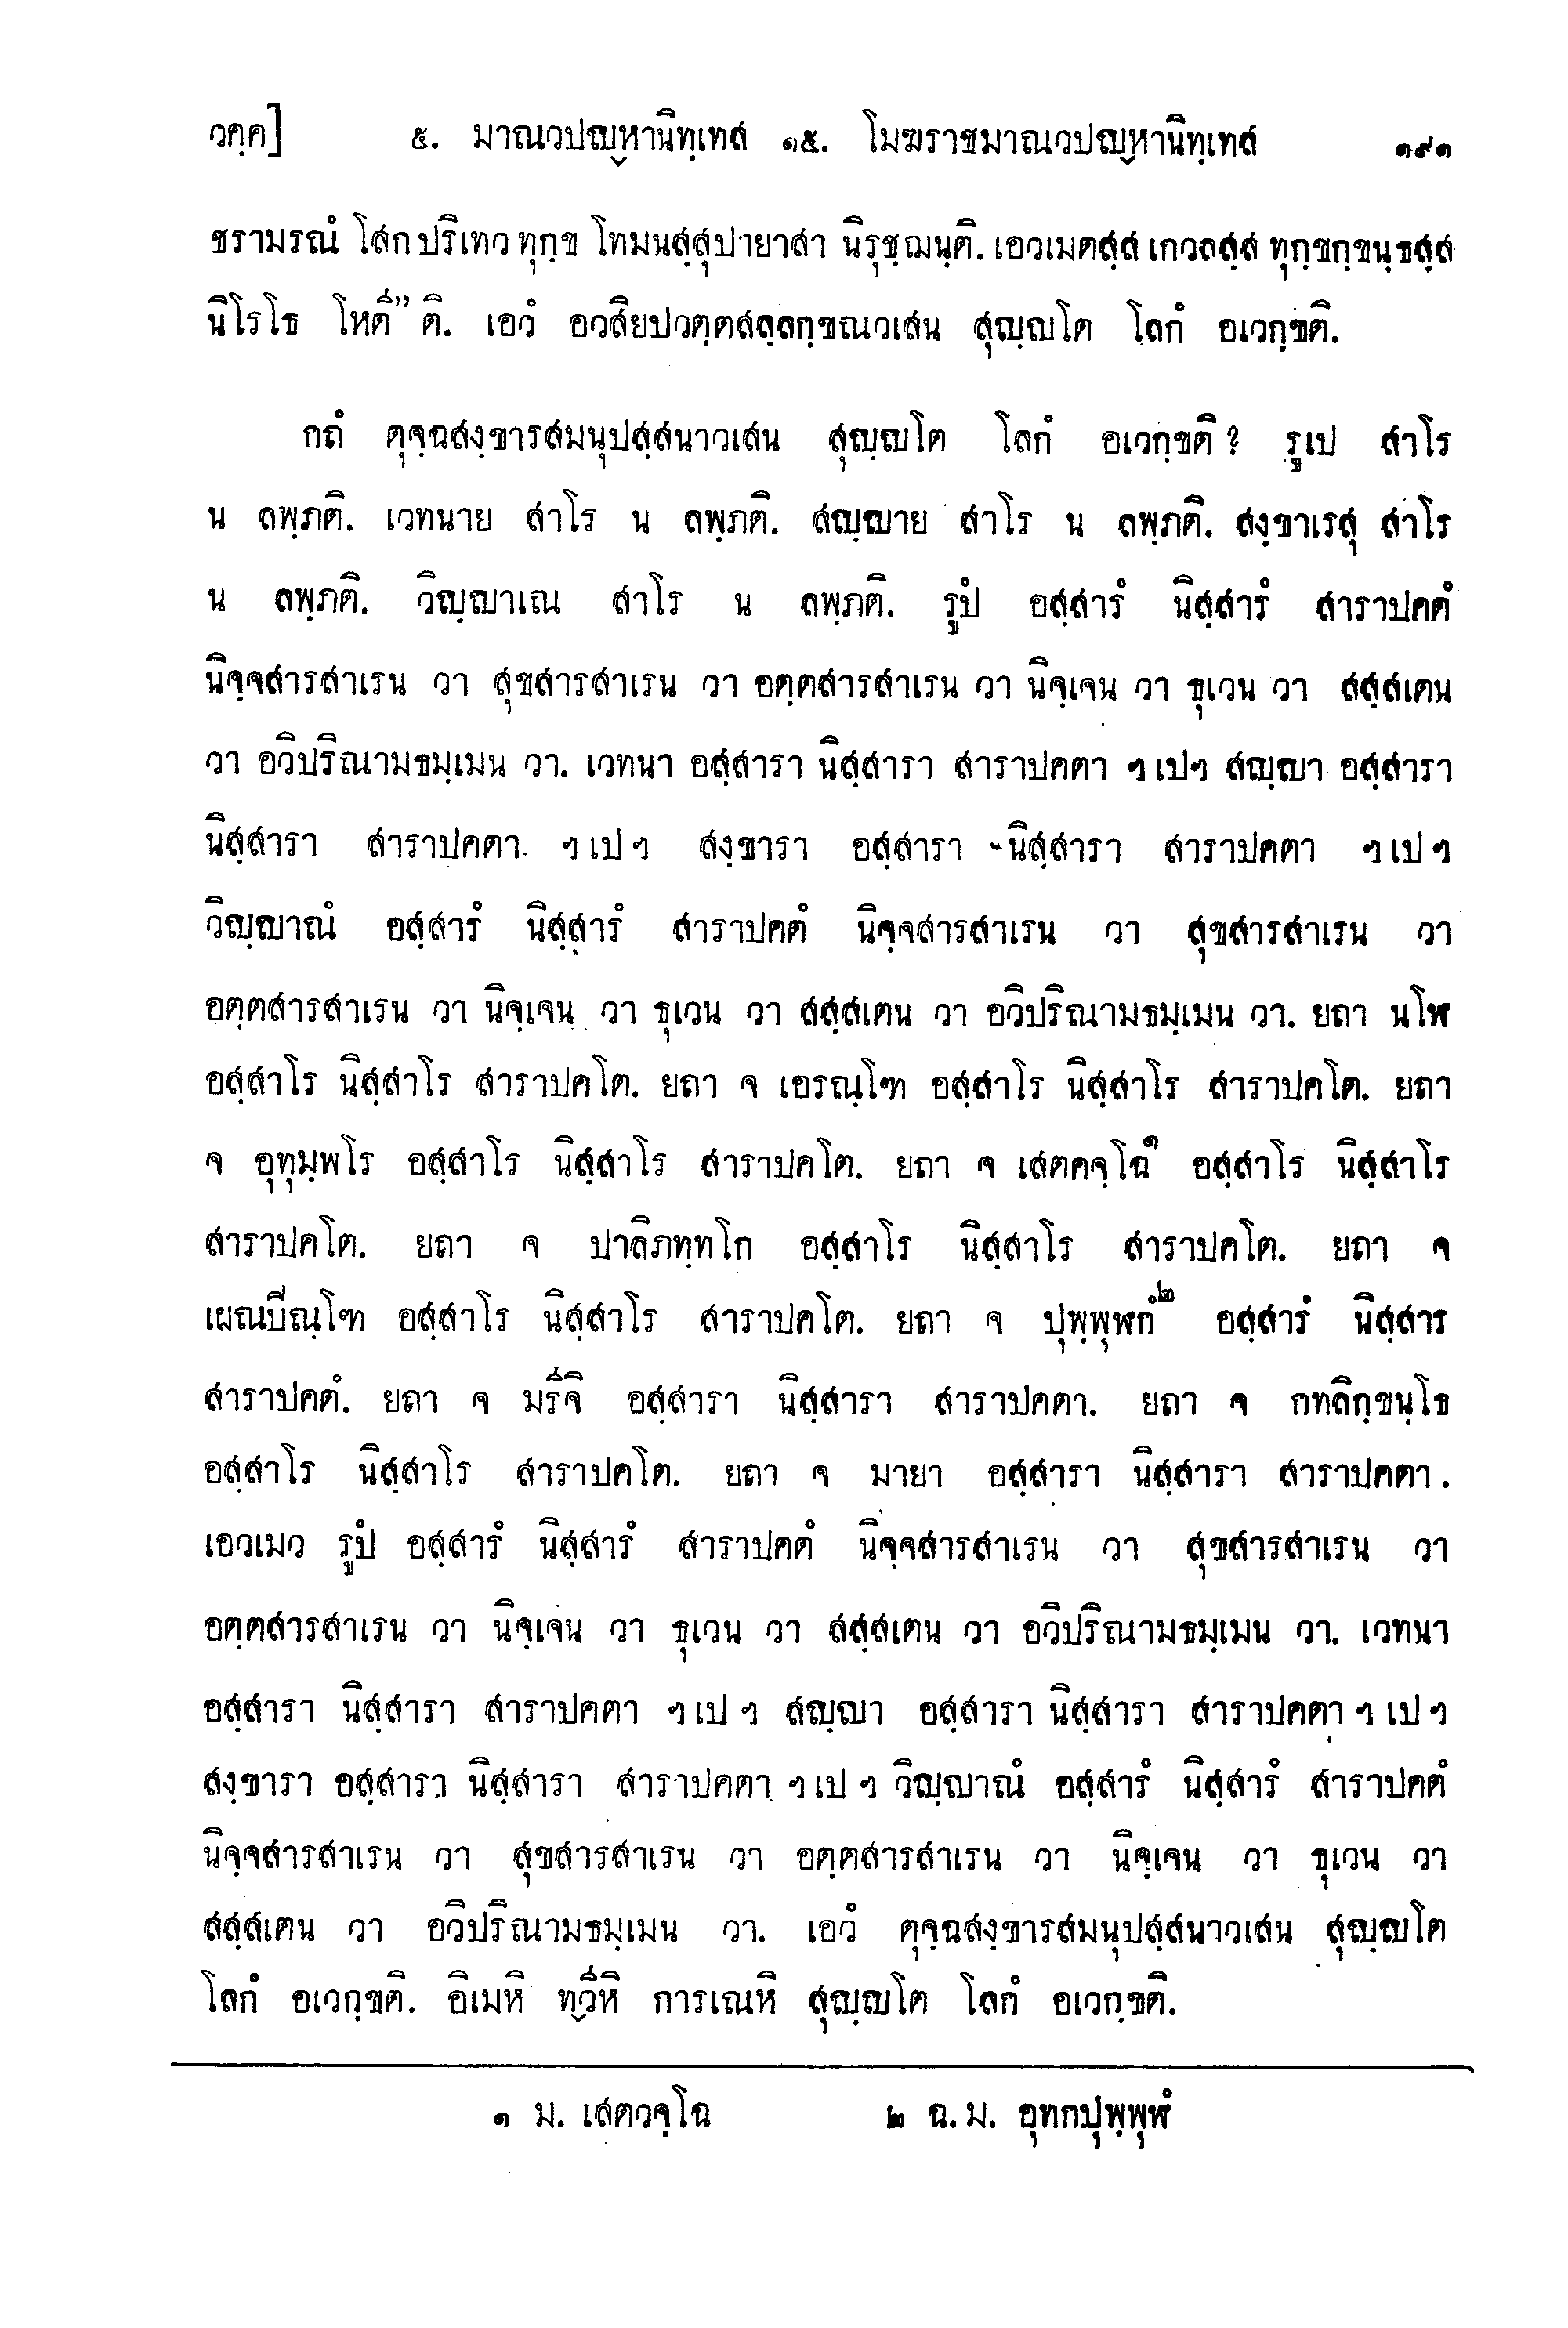 วคฺค]	๕. มาณวปญฺหานิทฺเทส ๑๕. โมฆราชมาณวปญฺหานิทฺเทส	๑๙๑
ชรามรณํ โสกปริเทวทุกฺข โทมนสฺสุปายาสา นิรุชฺฌนฺติ. เอวเมตสฺส เกวลสฺส ทุกฺขกฺขนฺธสฺส
นิโรโธ โหตี” ติ. เอวํ อวสิยปวตฺตสลฺลกฺขณวเสน สุญฺญโต โลกํ อเวกฺขติ.
กถํ ตุจฺฉสงฺขารสมนุปสฺสนาวเสน สุญฺญโต โลกํ อเวกฺขติ? รูเป สาโร
น ลพฺภติ. เวทนาย สาโร น ลพฺภติ. สญฺญาย สาโร น ลพฺภติ. สงฺขาเรสุ สาโร
น ลพฺภติ. วิญฺญาเณ สาโร น ลพฺภติ. รูปํ อสฺสารํ นิสฺสารํ สาราปคตํ
นิจฺจสารสาเรน วา สุขสารสาเรน วา อตฺตสารสาเรน วา นิจฺเจน วา ธุเวน วา สสฺสเตน
วา อวิปริณามธมฺเมน วา. เวทนา อสฺสารา นิสฺสารา สาราปคตา ฯเปฯ สญฺญา อสฺสารา
นิสฺสารา สาราปคตา ฯเปฯ สงฺขารา อสฺสารา นิสฺสารา สาราปคตา ฯเปฯ
วิญฺญาณํ อสฺสารํ นิสฺสารํ สาราปคตํ นิจฺจสารสาเรน วา สุขสารสาเรน วา
อตฺตสารสาเรน วา นิจฺเจน วา ธุเวน วา สสฺสเตน วา อวิปริณามธมฺเมน วา. ยถา นโฬ
อสฺสาโร นิสฺสาโร สาราปคโต. ยถา จ เอรณฺโฑ อสฺสาโร นิสฺสาโร สาราปคโต. ยถา
จ อุทุมฺพโร อสฺสาโร นิสฺสาโร สาราปคโต. ยถา จ เสตคจฺโฉ๑ อสฺสาโร นิสฺสาโร
สาราปคโต. ยถา จ ปาลิภทฺทโก อสฺสาโร นิสฺสาโร สาราปคโต. ยถา จ
เผณปิณฺโฑ อสฺสาโร นิสฺสาโร สาราปคโต. ยถา จ ปุพฺพุฬกํ๒ อสฺสารํ นิสฺสาร
สาราปคตํ. ยถา จ มรีจิ อสฺสารา นิสฺสารา สาราปคตา. ยถา จ กทลิกฺขนฺโธ
อสฺสาโร นิสฺสาโร สาราปคโต. ยถา จ มายา อสฺสารา นิสฺสารา สาราปคตา.
เอวเมว รูปํ อสฺสารํ นิสฺสารํ สาราปคตํ นิจฺจสารสาเรน วา สุขสารสาเรน วา
อตฺตสารสาเรน วา นิจฺเจน วา ธุเวน วา สสฺสเตน วา อวิปริณามธมฺเมน วา. เวทนา
อสฺสารา นิสฺสารา สาราปคตา ฯเปฯ สญฺญา อสฺสารา นิสฺสารา สาราปคตา ฯเปฯ
สงฺขารา อสฺสารา นิสฺสารา สาราปคตา ฯเปฯ วิญฺญาณํ อสฺสารํ นิสฺสารํ สาราปคตํ
นิจฺจสารสาเรน วา สุขสารสาเรน วา อตฺตสารสาเรน วา นิจฺเจน วา ธุเวน วา
สสฺสเตน วา อวิปริณามธมฺเมน วา. เอวํ ตุจฺฉสงฺขารสมนุปสฺสนาวเสน สุญฺญโต
โลกํ อเวกฺขติ. อิเมหิ ทฺวีหิ การเณหิ สุญฺญโต โลกํ อเวกฺขติ.
๑ ม. เสตวจฺโฉ	๒ ฉ.ม. อุทกปุพฺพุฬํ